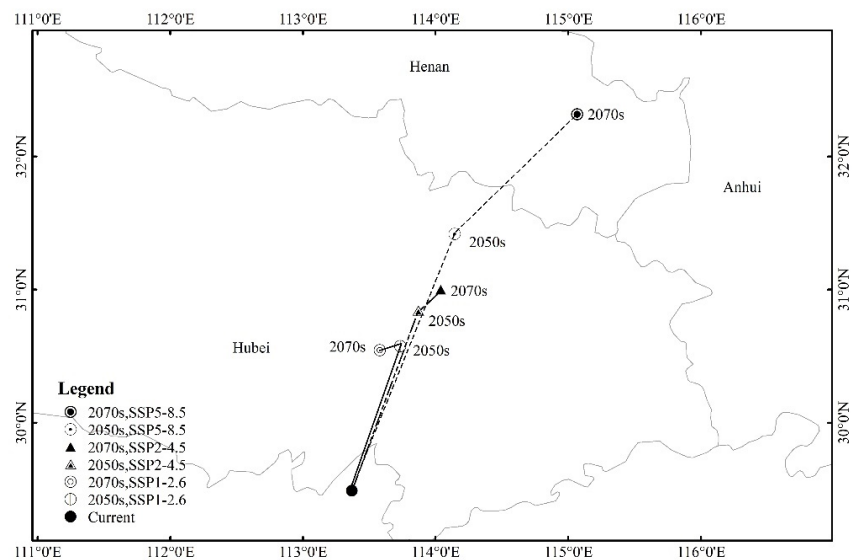 111°0'E 112°0'E 113°0'E 114°0'E 115°0'E 116°0'E
Henan
2070s
32°0'N 32°0'N
Anhui
2050s
31°0'N 31°0'N
2070s
2050s
Hubei 2070s 2050s
Legend
2070s,SSP5-8.5
30°0'N 30°0'N
2050s,SSP5-8.5
2070s,SSP2-4.5
2050s,SSP2-4.5
2070s,SSP1-2.6
2050s,SSP1-2.6
Current
111°0'E 112°0'E 113°0'E 114°0'E 115°0'E 116°0'E